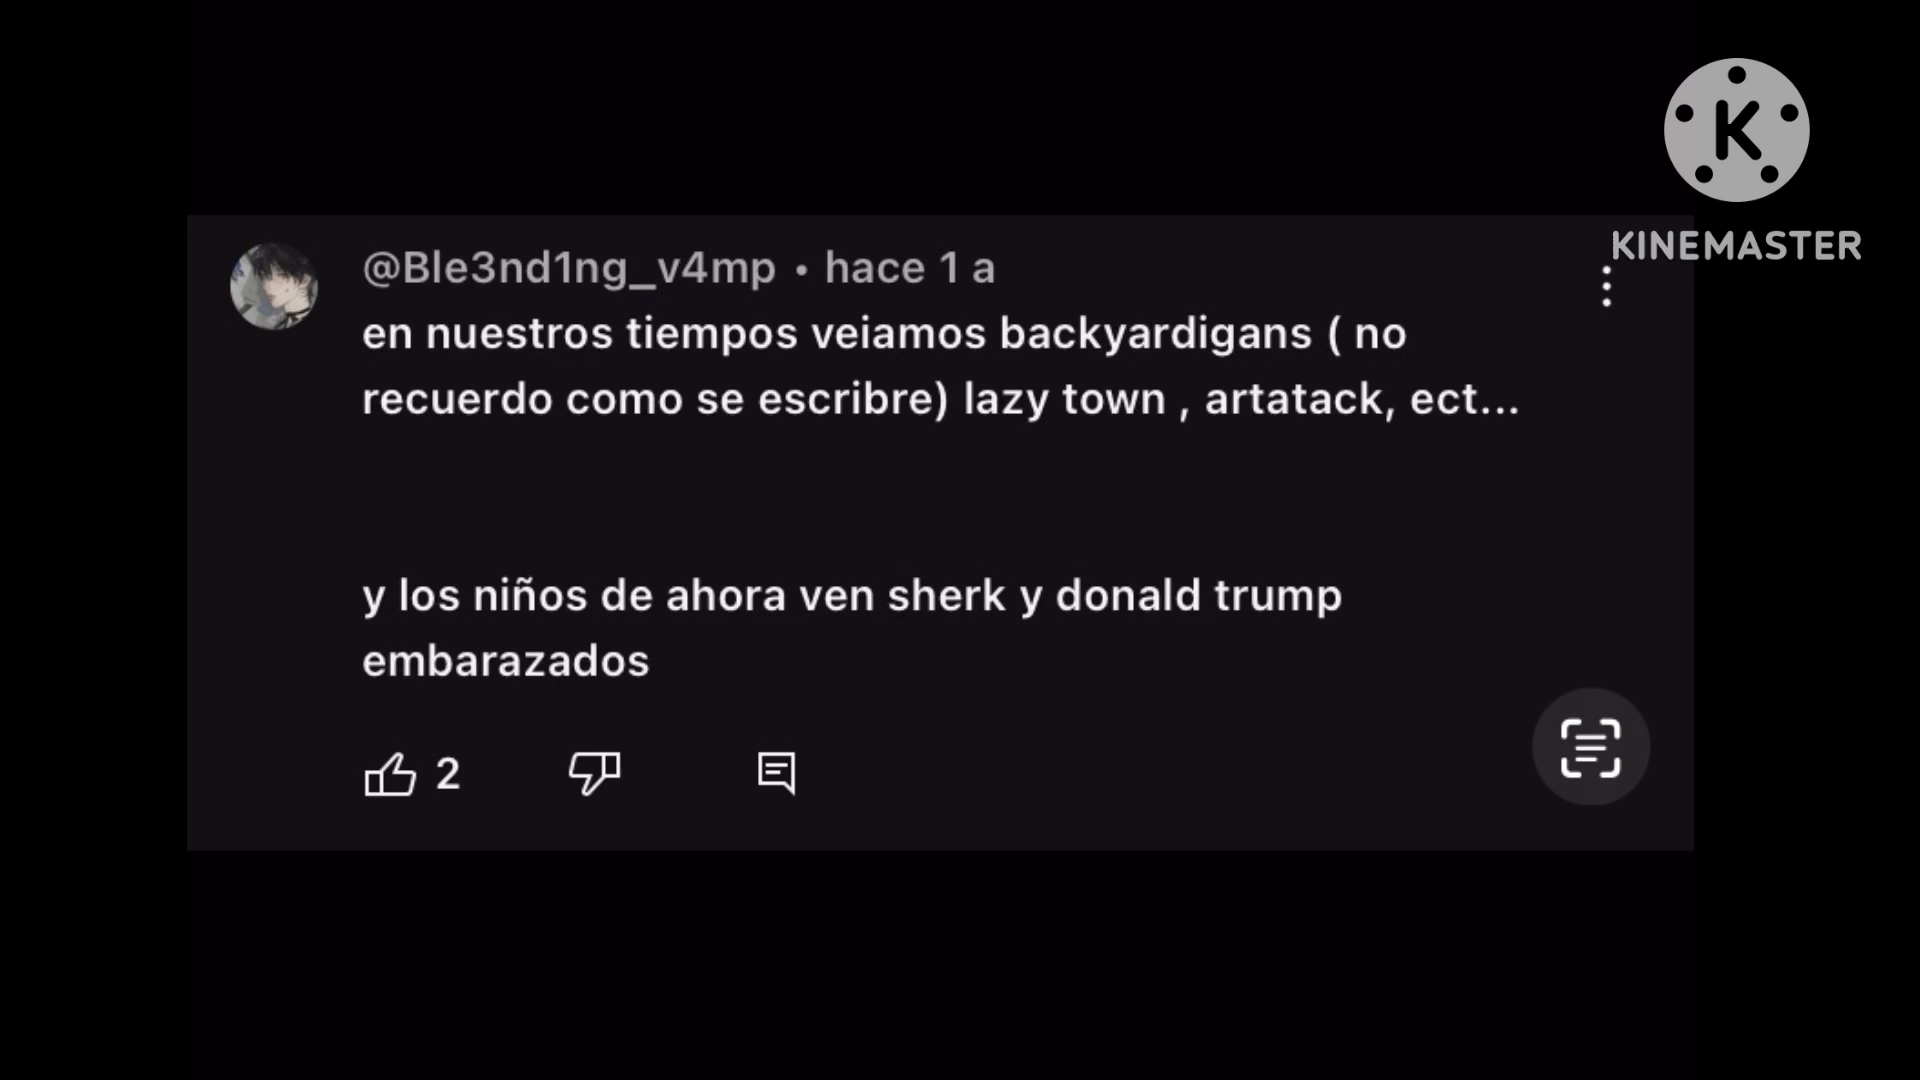 K
KINEMASTER
@Ble3nd1ng_v4mp • hace 1 a
en nuestros tiempos veiamos backyardigans ( no
recuerdo como se escribre) lazy town , artatack, ect...
y los niños de ahora ven sherk y donald trump
embarazados
2